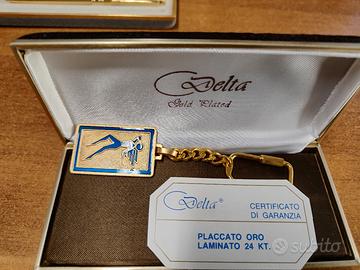 Delta
Gold Plated
Delta®
CERTIFICATO
DI GARANZIA
PLACCATO ORO
LAMINATO 24 KT.
subito